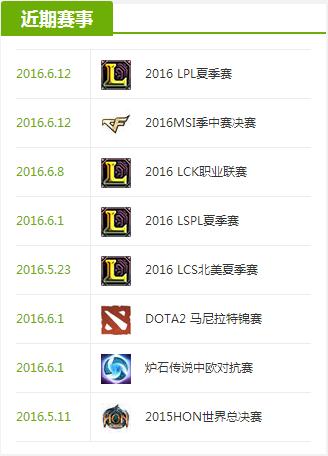 近期赛事
2016.6.12 2016 LPL夏季赛
2016.6.12 2016MSI季中赛决赛
2016.6.8 2016 LCK职业联赛
2016.6.1 2016 LSPL夏季赛
2016.5.23 2016 LCS北美夏季赛
2016.6.1 DOTA2 马尼拉特锦赛
2016.6.1 炉石传说中欧对抗赛
2016.5.11 HON 2015HON世界总决赛